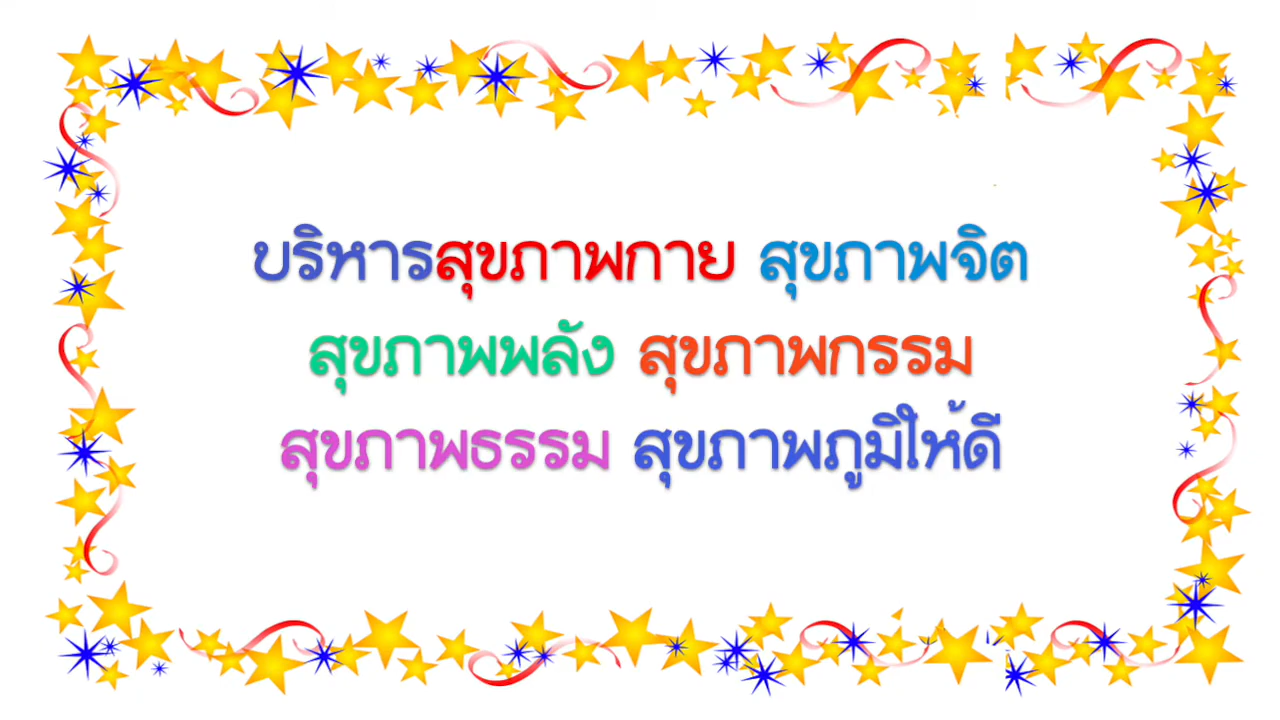 บริหารสุขภาพกาย สุขภาพจิต
สุขภาพพลัง สุขภาพกรรม
สุขภาพธรรม สุขภาพภูมิให้ดี